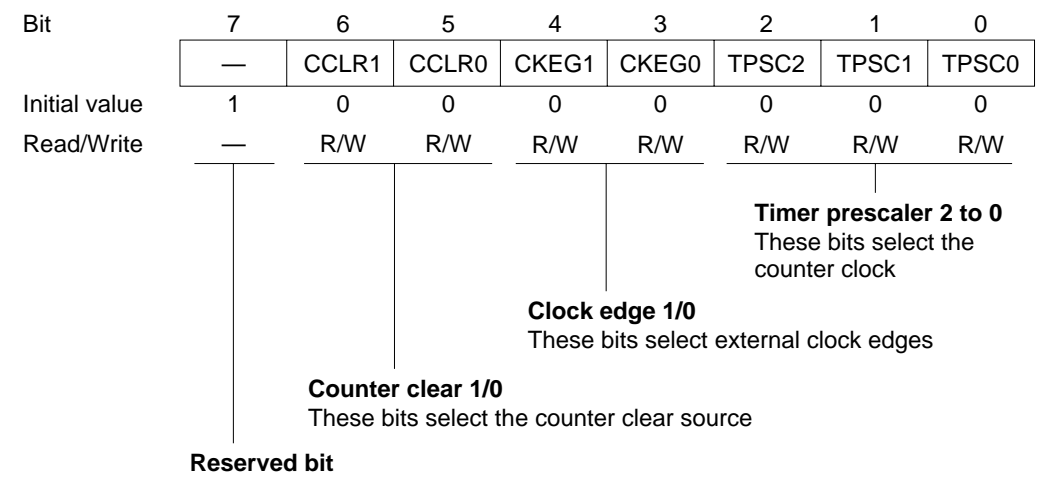 Bit 7 6 5 4 3 2 1 0
— CCLR1 CCLR0 CKEG1 CKEG0 TPSC2 TPSC1 TPSC0
Initial value 1 0 0 0 0 0 0 0
Read/Write — R/W R/W R/W R/W R/W R/W R/W
Timer prescaler 2 to 0
These bits select the
counter clock
Clock edge 1/0
These bits select external clock edges
Counter clear 1/0
These bits select the counter clear source
Reserved bit